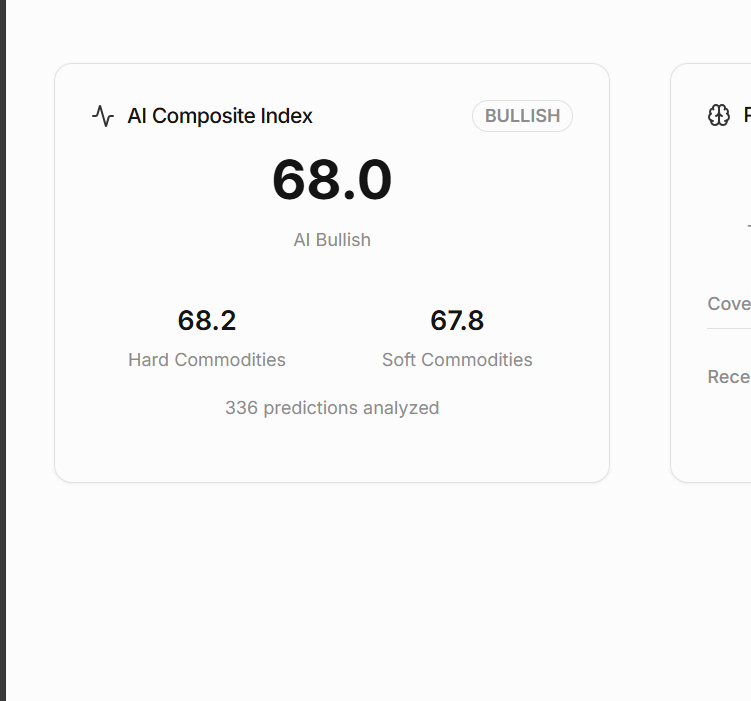 AI Composite Index
BULLISH
68.0
AI Bullish
68.2
67.8
Hard Commodities
Soft Commodities
336 predictions analyzed
Cove
Rece